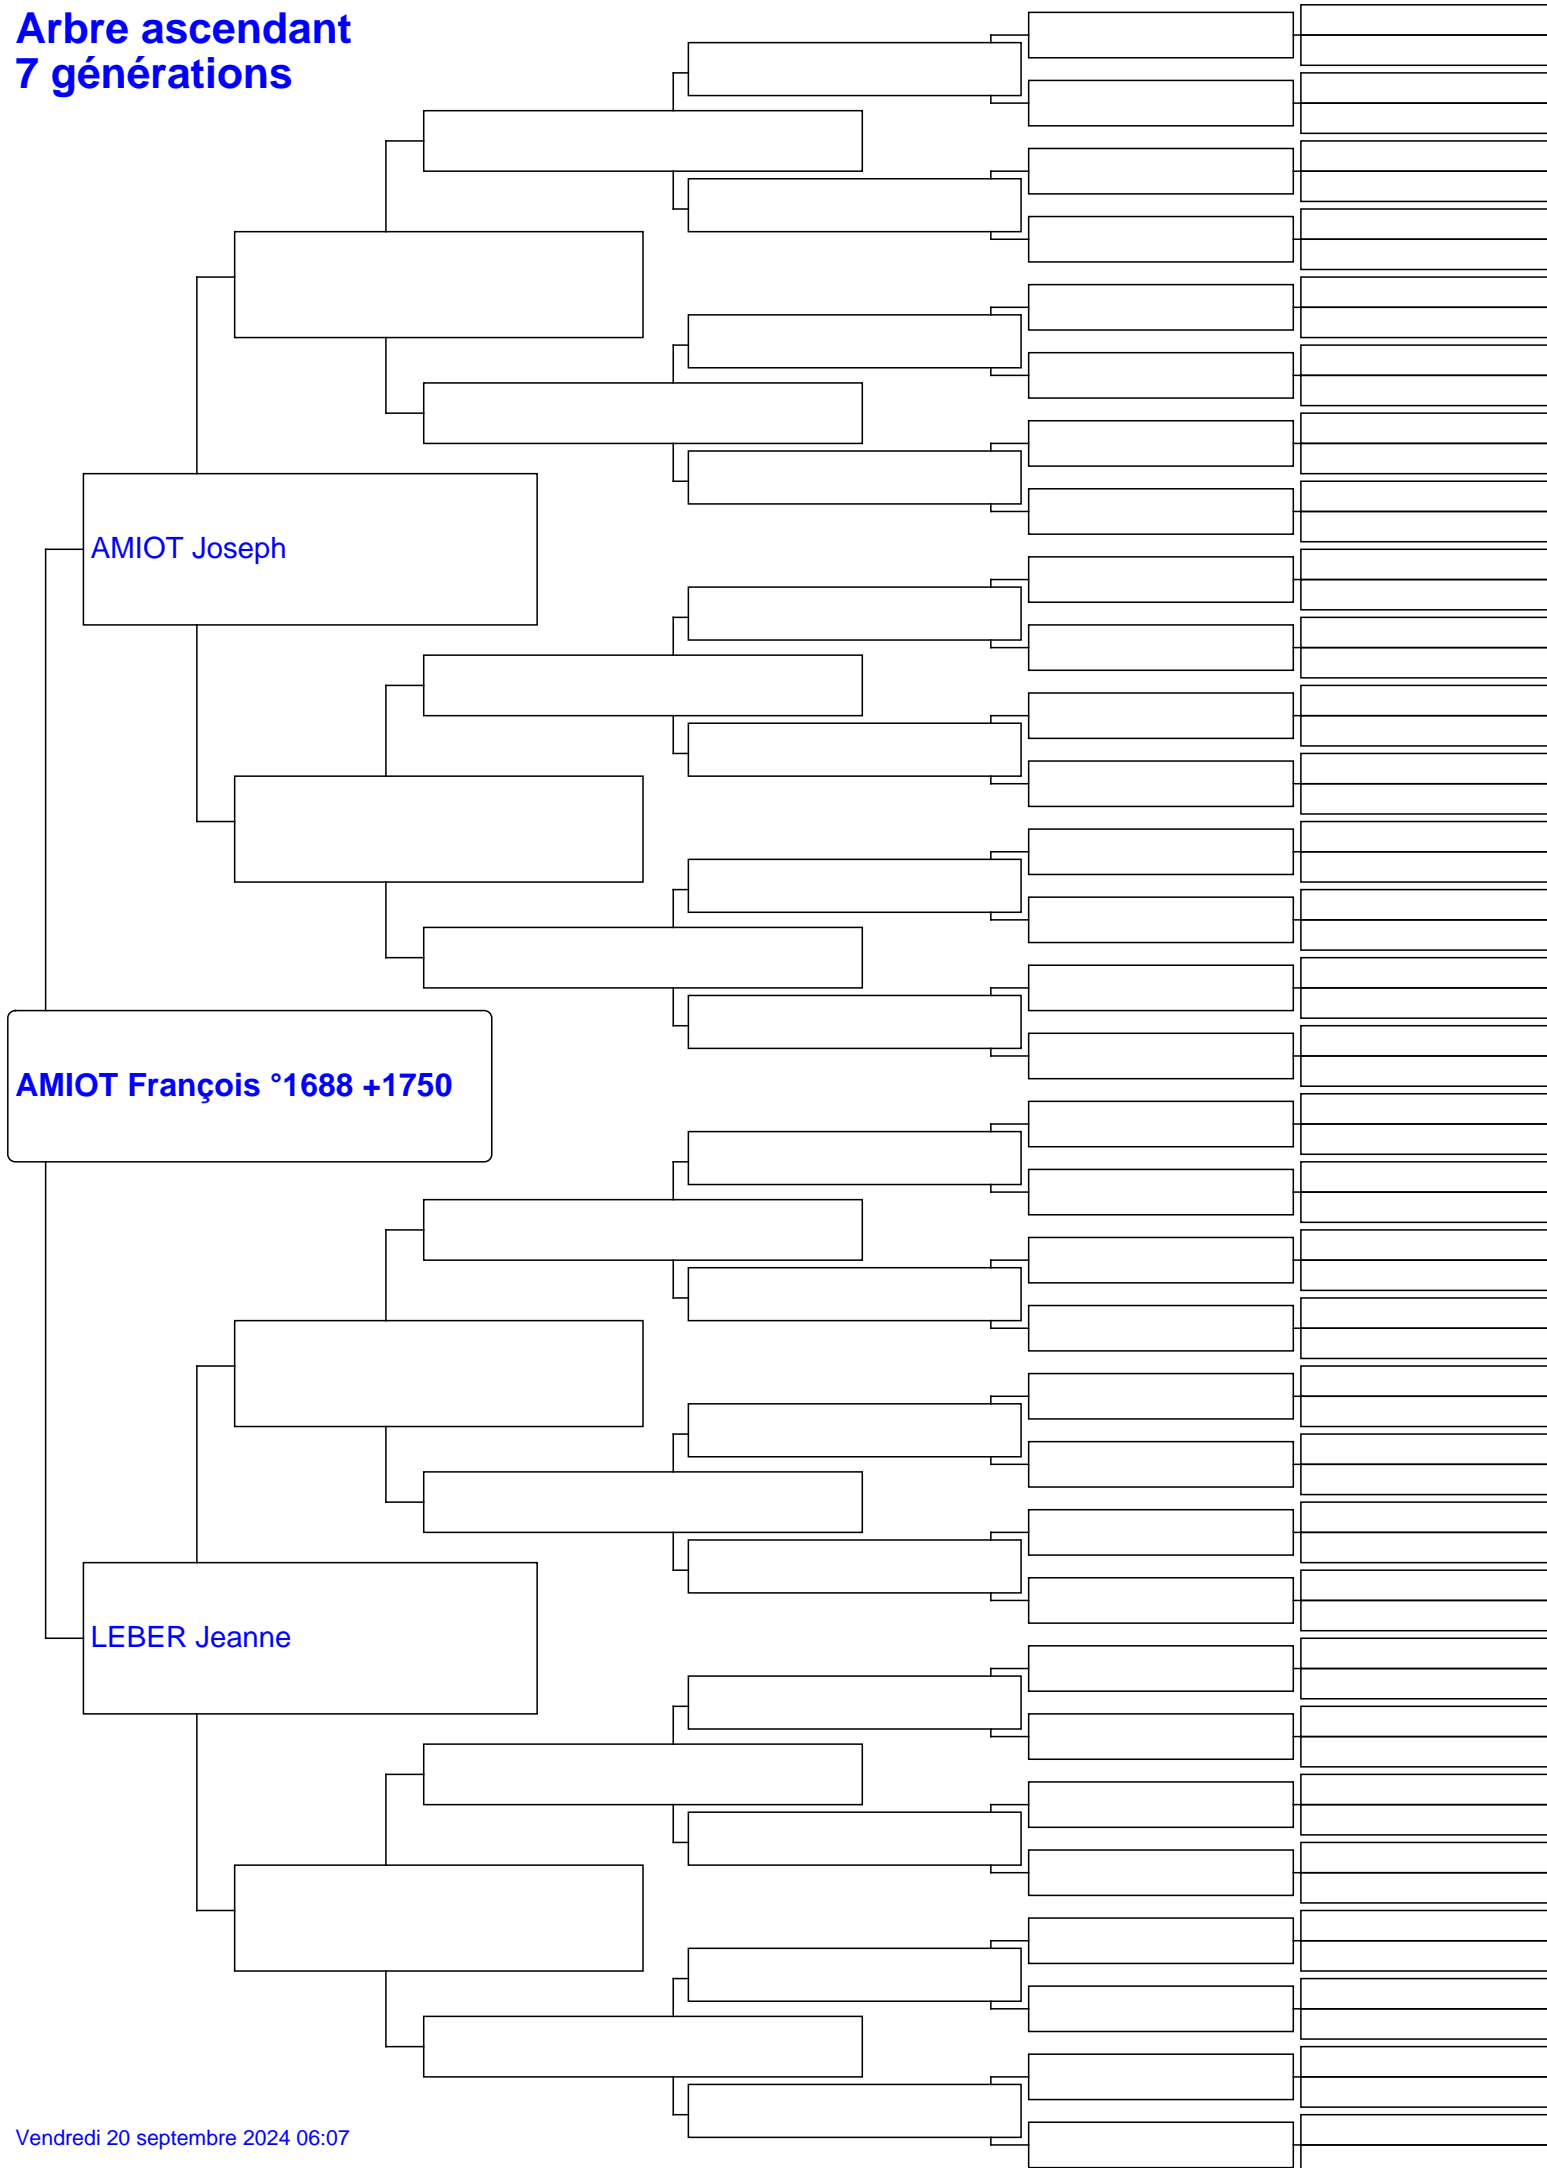 Arbre ascendant
7 générations
AMIOT Joseph
AMIOT François °1688 +1750
LEBER Jeanne
Vendredi 20 septembre 2024 06:07